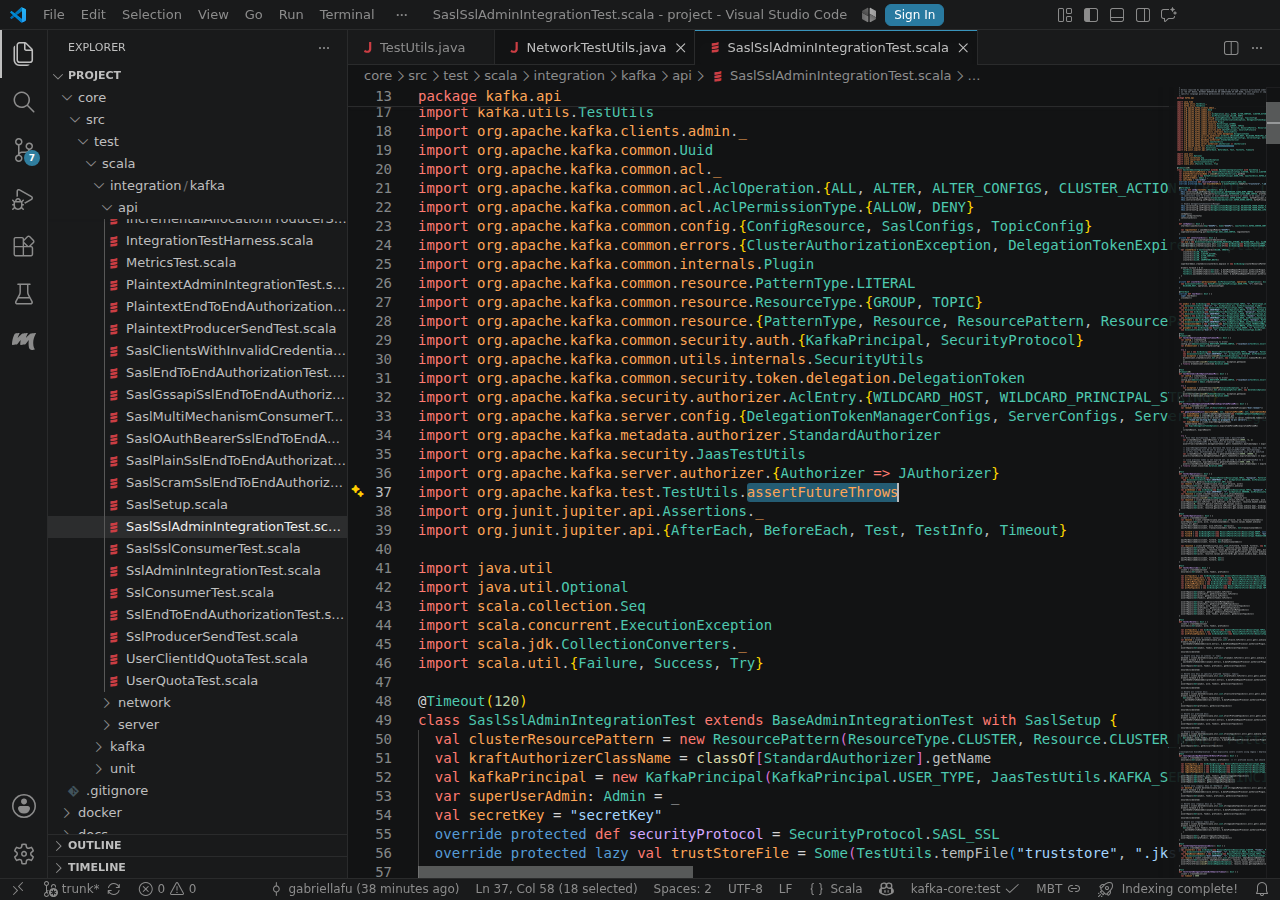 File Edit Selection View Go Run Terminal ··· SaslSslAdminIntegrationTest.scala - project - Visual Studio Code Sign In
EXPLORER ···
PROJECT
core
src
test
scala
integration / kafka
api
IncrementalAllocationProducerS...
IntegrationTestHarness.scala
MetricsTest.scala
PlaintextAdminIntegrationTest.s...
PlaintextEndToEndAuthorization...
PlaintextProducerSendTest.scala
SaslClientsWithInvalidCredentia...
SaslEndToEndAuthorizationTest....
SaslGssapiSslEndToEndAuthoriz...
SaslMultiMechanismConsumerT...
SaslOAuthBearerSslEndToEndA...
SaslPlainSslEndToEndAuthorizat...
SaslScramSslEndToEndAuthoriz...
SaslSetup.scala
SaslSslAdminIntegrationTest.sc...
SaslSslConsumerTest.scala
SslAdminIntegrationTest.scala
SslConsumerTest.scala
SslEndToEndAuthorizationTest.s...
SslProducerSendTest.scala
UserClientIdQuotaTest.scala
UserQuotaTest.scala
network
server
kafka
unit
.gitignore
docker
docs
OUTLINE
TIMELINE
7
TestUtils.java NetworkTestUtils.java SaslSslAdminIntegrationTest.scala ···
core > src > test > scala > integration > kafka > api > SaslSslAdminIntegrationTest.scala > ...
13 package kafka.api
17 import kafka.utils.TestUtils
18 import org.apache.kafka.clients.admin._
19 import org.apache.kafka.common.Uuid
20 import org.apache.kafka.common.acl._
21 import org.apache.kafka.common.acl.AclOperation.{ALL, ALTER, ALTER_CONFIGS, CLUSTER_ACTIO
22 import org.apache.kafka.common.acl.AclPermissionType.{ALLOW, DENY}
23 import org.apache.kafka.common.config.{ConfigResource, SaslConfigs, TopicConfig}
24 import org.apache.kafka.common.errors.{ClusterAuthorizationException, DelegationTokenExpi
25 import org.apache.kafka.common.internals.Plugin
26 import org.apache.kafka.common.resource.PatternType.LITERAL
27 import org.apache.kafka.common.resource.ResourceType.{GROUP, TOPIC}
28 import org.apache.kafka.common.resource.{PatternType, Resource, ResourcePattern, Resource
29 import org.apache.kafka.common.security.auth.{KafkaPrincipal, SecurityProtocol}
30 import org.apache.kafka.common.utils.internals.SecurityUtils
31 import org.apache.kafka.common.security.token.delegation.DelegationToken
32 import org.apache.kafka.security.authorizer.AclEntry.{WILDCARD_HOST, WILDCARD_PRINCIPAL_ST
33 import org.apache.kafka.server.config.{DelegationTokenManagerConfigs, ServerConfigs, Serve
34 import org.apache.kafka.metadata.authorizer.StandardAuthorizer
35 import org.apache.kafka.security.JaasTestUtils
36 import org.apache.kafka.server.authorizer.{Authorizer => JAuthorizer}
37 import org.apache.kafka.test.TestUtils.assertFutureThrows
38 import org.junit.jupiter.api.Assertions._
39 import org.junit.jupiter.api.{AfterEach, BeforeEach, Test, TestInfo, Timeout}
40
41 import java.util
42 import java.util.Optional
43 import scala.collection.Seq
44 import scala.concurrent.ExecutionException
45 import scala.jdk.CollectionConverters._
46 import scala.util.{Failure, Success, Try}
47
48 @Timeout(120)
49 class SaslSslAdminIntegrationTest extends BaseAdminIntegrationTest with SaslSetup {
50 val clusterResourcePattern = new ResourcePattern(ResourceType.CLUSTER, Resource.CLUSTER
51 val kraftAuthorizerClassName = classOf[StandardAuthorizer].getName
52 val kafkaPrincipal = new KafkaPrincipal(KafkaPrincipal.USER_TYPE, JaasTestUtils.KAFKA_SE
53 var superUserAdmin: Admin = _
54 val secretKey = "secretKey"
55 override protected def securityProtocol = SecurityProtocol.SASL_SSL
56 override protected lazy val trustStoreFile = Some(TestUtils.tempFile("truststore", ".jks
57
trunk* 0 0 gabriellafu (38 minutes ago) Ln 37, Col 58 (18 selected) Spaces: 2 UTF-8 LF { } Scala kafka-core:test MBT Indexing complete!